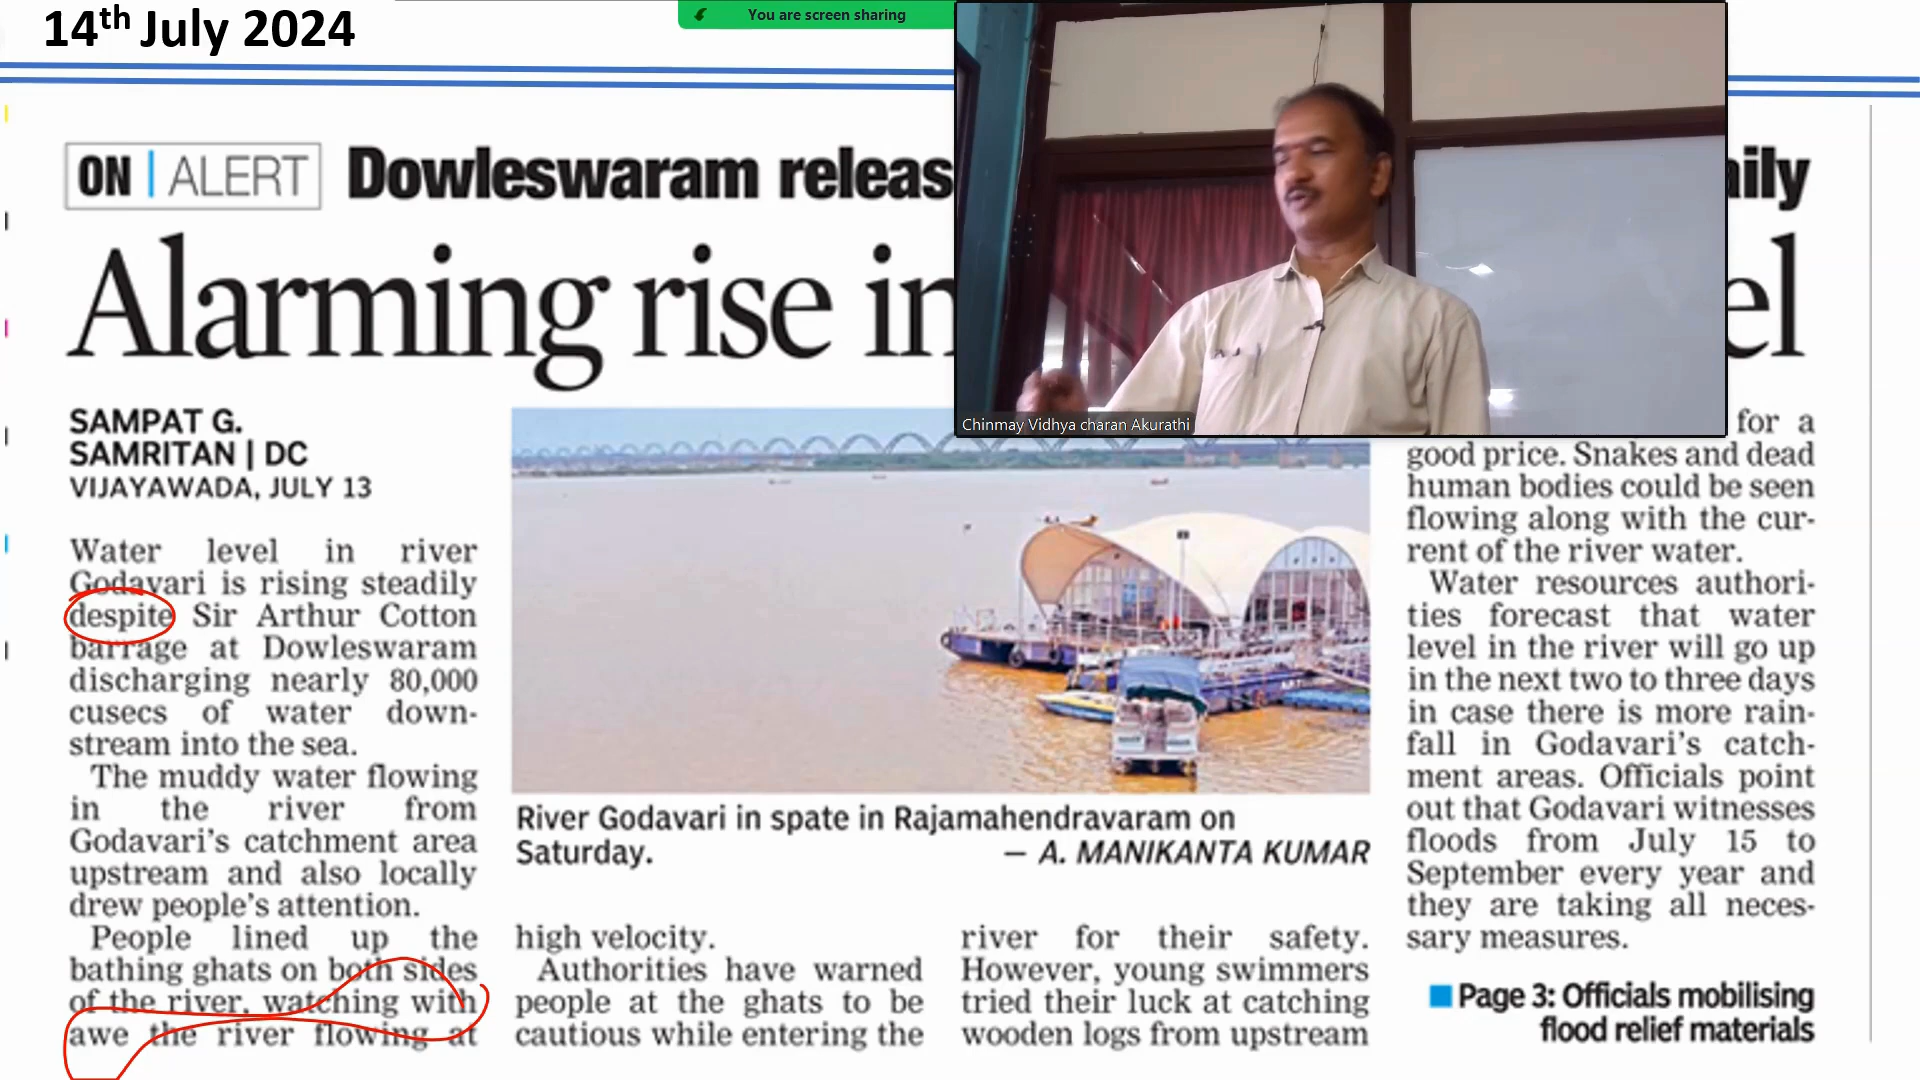 14th July 2024
You are screen sharing
ON | ALERT
Dowleswaram releas
aily
Alarming rise in
el
Chinmay Vidhya charan Akurathi
SAMPAT G.
SAMRITAN | DC
VIJAYAWADA, JULY 13
Water level in river
Godavari is rising steadily
despite Sir Arthur Cotton
barrage at Dowleswaram
discharging nearly 80,000
cusecs of water down-
stream into the sea.
The muddy water flowing
in the river from
Godavari's catchment area
upstream and also locally
drew people's attention.
People lined up the
bathing ghats on both sides
of the river, watching with
awe the river flowing at
River Godavari in spate in Rajamahendravaram on
Saturday.
— A. MANIKANTA KUMAR
high velocity.
Authorities have warned
people at the ghats to be
cautious while entering the
river for their safety.
However, young swimmers
tried their luck at catching
wooden logs from upstream
for a
good price. Snakes and dead
human bodies could be seen
flowing along with the cur-
rent of the river water.
Water resources authori-
ties forecast that water
level in the river will go up
in the next two to three days
in case there is more rain-
fall in Godavari's catch-
ment areas. Officials point
out that Godavari witnesses
floods from July 15 to
September every year and
they are taking all neces-
sary measures.
Page 3: Officials mobilising
flood relief materials